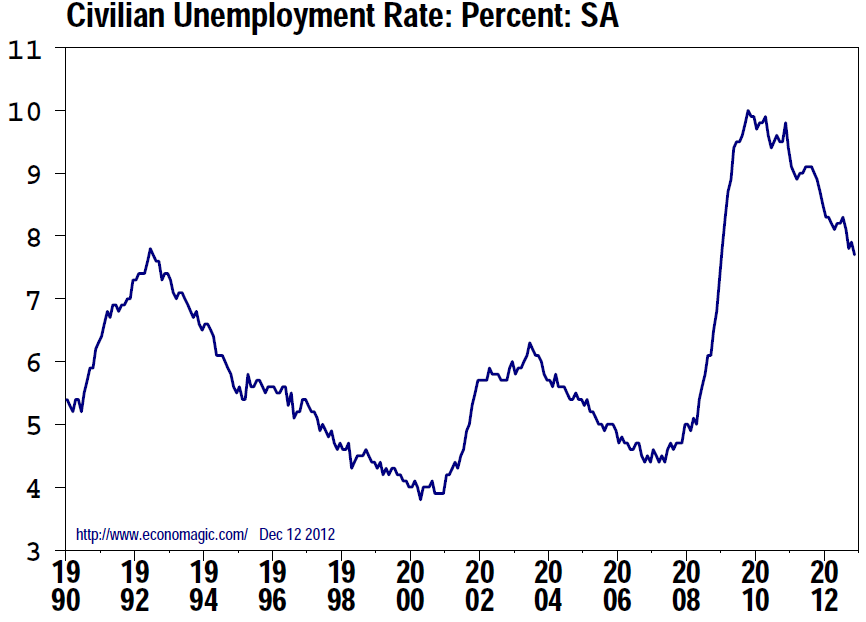 Civilian Unemployment Rate: Percent: SA
11
10
9
8
7
6
5
4
3
http://www.economagic.com/ Dec 12 2012
19 19 19 19 19 20 20 20 20 20 20 20
90 92 94 96 98 00 02 04 06 08 10 12